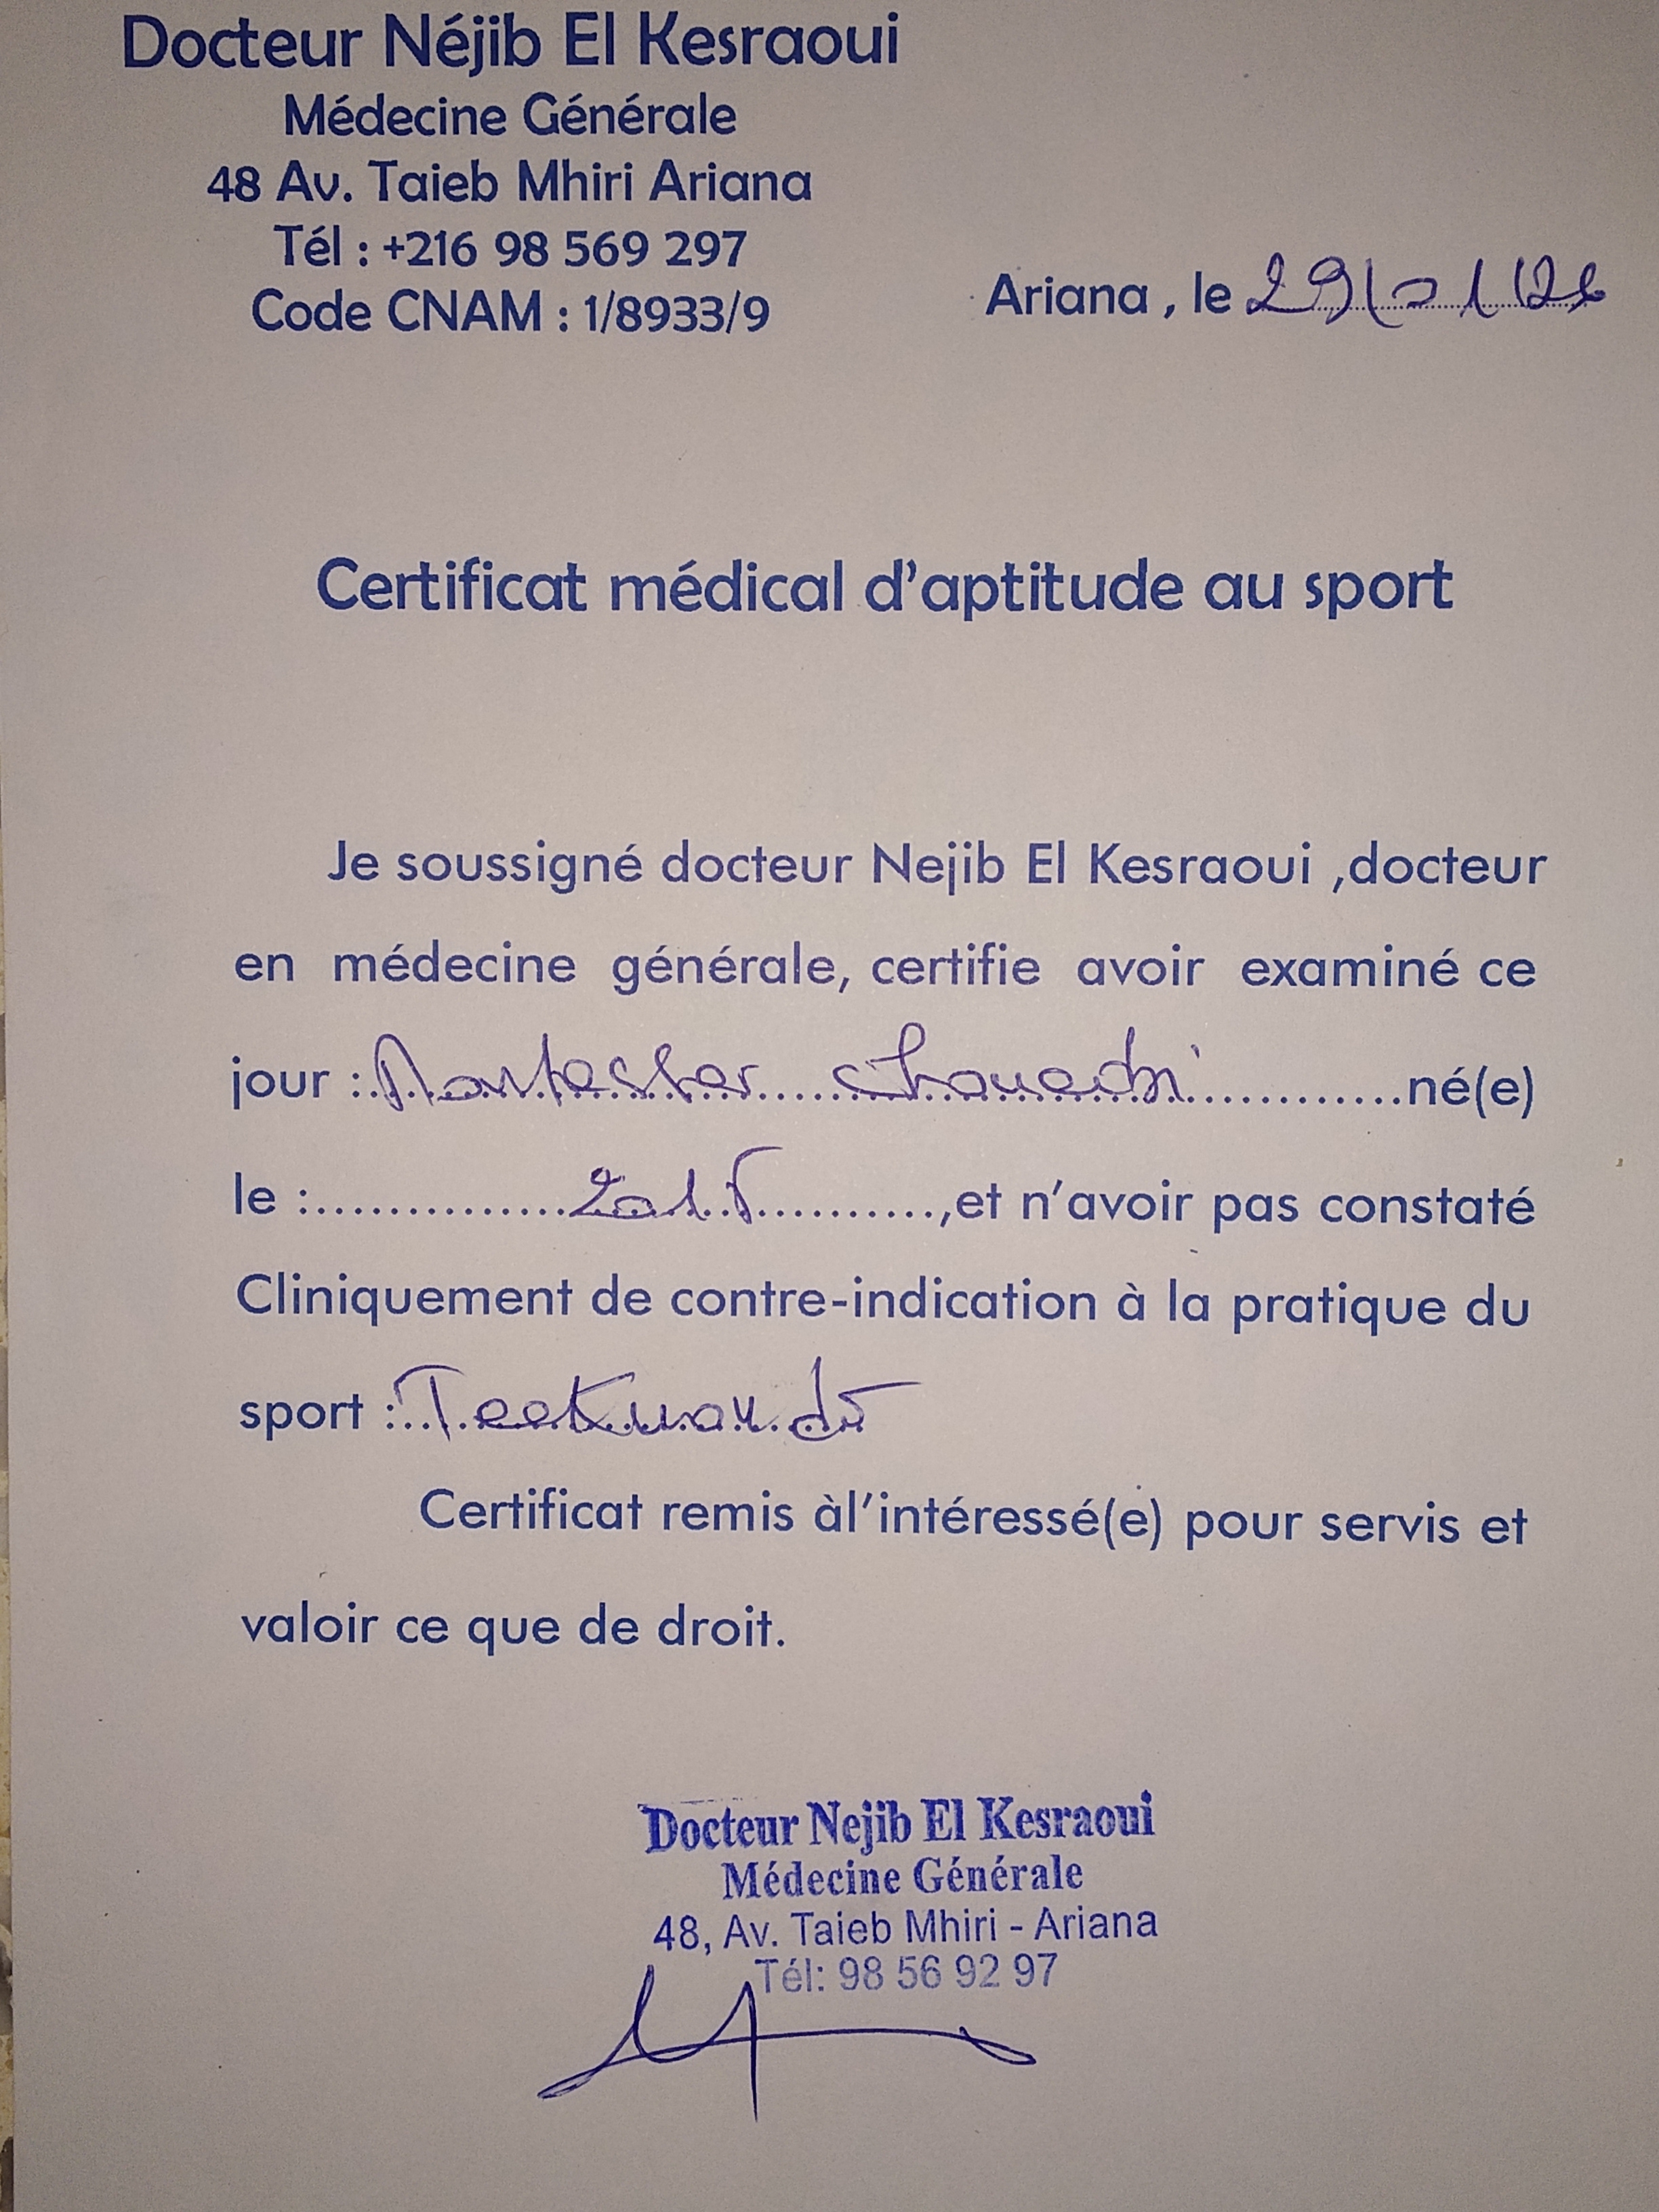 Docteur Néjib El Kesraoui
Médecine Générale
48 Av. Taieb Mhiri Ariana
Tél : +216 98 569 297
Code CNAM : 1/8933/9
Ariana , le 29/01/26
Certificat médical d'aptitude au sport
Je soussigné docteur Nejib El Kesraoui ,docteur
en médecine générale, certifie avoir examiné ce
jour : né(e)
le : ,et n'avoir pas constaté
Cliniquement de contre-indication à la pratique du
sport : Teekwando
Certificat remis àl'intéressé(e) pour servis et
valoir ce que de droit.
Docteur Nejib El Kesraoui
Médecine Générale
48, Av. Taieb Mhiri - Ariana
Tél: 98 56 92 97